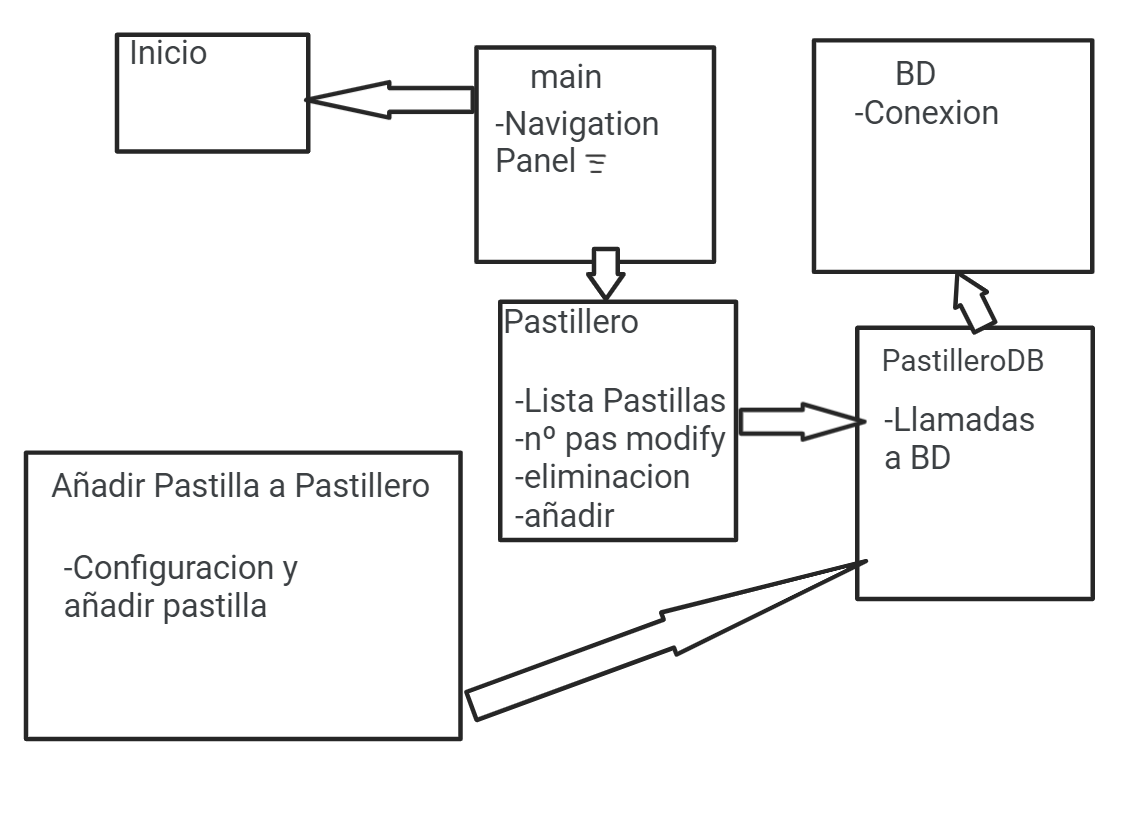 Inicio
main
-Navigation
Panel
BD
-Conexion
Pastillero
-Lista Pastillas
-nº pas modify
-eliminacion
-añadir
PastilleroDB
-Llamadas
a BD
Añadir Pastilla a Pastillero
-Configuracion y
añadir pastilla